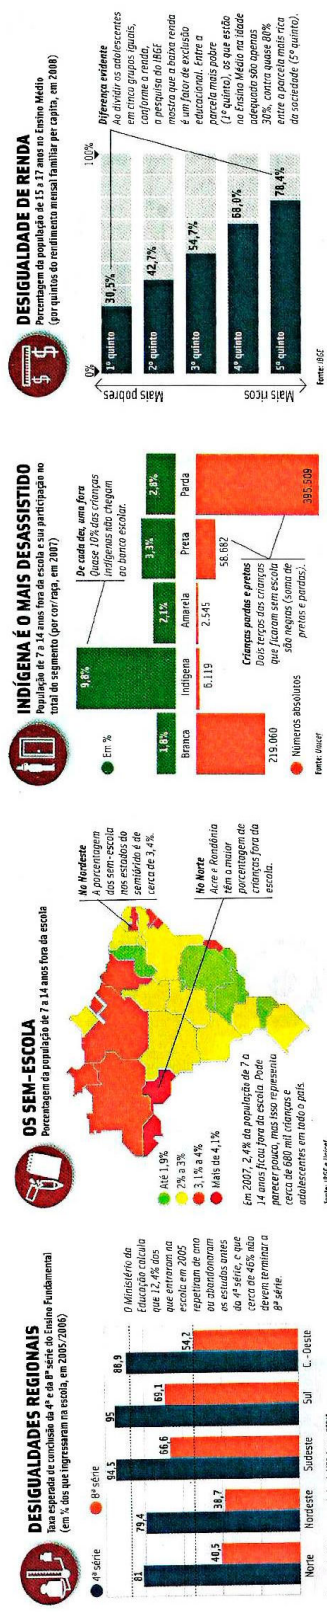 DESIGUALDADES REGIONAIS
Taxa esperada de conclusão da 4ª e da 8ª série do Ensino Fundamental
(em % dos que ingressaram na escola, em 2005/2006)
4ª série
8ª série
81
40,5
79,4
38,7
94,5
66,6
95
69,1
88,9
54,2
Norte
Nordeste
Sudeste
Sul
C.-Oeste
O Ministério da
Educação calcula
que 12,4% dos
que entraram na
escola em 2005
repetiram de ano
ou abandonaram
os estudos antes
da 4ª série, e que
cerca de 46% não
devem terminar a
8ª série.
OS SEM-ESCOLA
Porcentagem da população de 7 a 14 anos fora da escola
Até 1,9%
2% a 3%
3,1% a 4%
Mais de 4,1%
No Nordeste
A porcentagem
dos sem-escola
nos estados do
semiárido é de
cerca de 3,4%.
No Norte
Acre e Rondônia
têm a maior
porcentagem de
crianças fora da
escola.
Em 2007, 2,4% da população de 7 a
14 anos ficou fora da escola. Pode
parecer pouco, mas isso representa
cerca de 680 mil crianças e
adolescentes em todo o país.
INDÍGENA É O MAIS DESASSISTIDO
População de 7 a 14 anos fora da escola e sua participação no
total do segmento (por cor/raça, em 2007)
Em %
De cada dez, uma fora
Quase 10% das crianças
indígenas não chegam
ao banco escolar.
1,8%
9,8%
2,1%
3,3%
2,8%
Branca
Indígena
Amarela
Preta
Parda
219.060
6.119
2.545
58.682
395.609
Números absolutos
Crianças pardas e pretas
Dois terços das crianças
que ficaram sem escola
são negras (soma de
pretos e pardos).
Fonte: Unicef
DESIGUALDADE DE RENDA
Porcentagem da população de 15 a 17 anos no Ensino Médio
(por quintos do rendimento mensal familiar per capita, em 2008)
0%
100%
Mais pobres
Mais ricos
1º quinto
30,5%
2º quinto
42,7%
3º quinto
54,7%
4º quinto
68,0%
5º quinto
78,4%
Diferença evidente
Ao dividir os adolescentes
em cinco grupos iguais,
conforme a renda,
a pesquisa do IBGE
mostra que a baixa renda
é um fator de exclusão
educacional. Entre a
parcela mais pobre
(1º quinto), os que estão
no Ensino Médio na idade
adequada são apenas
30%, contra quase 80%
entre a parcela mais rica
da sociedade (5º quinto).
Fonte: IBGE